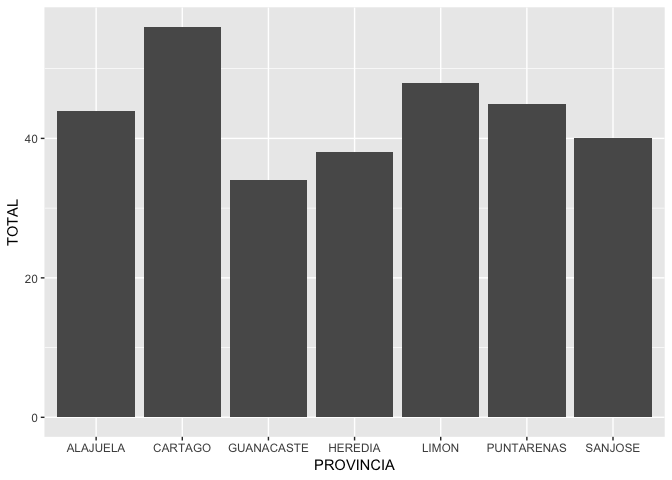 TOTAL
40
20
0
ALAJUELA CARTAGO GUANACASTE HEREDIA LIMON PUNTARENAS SANJOSE
PROVINCIA